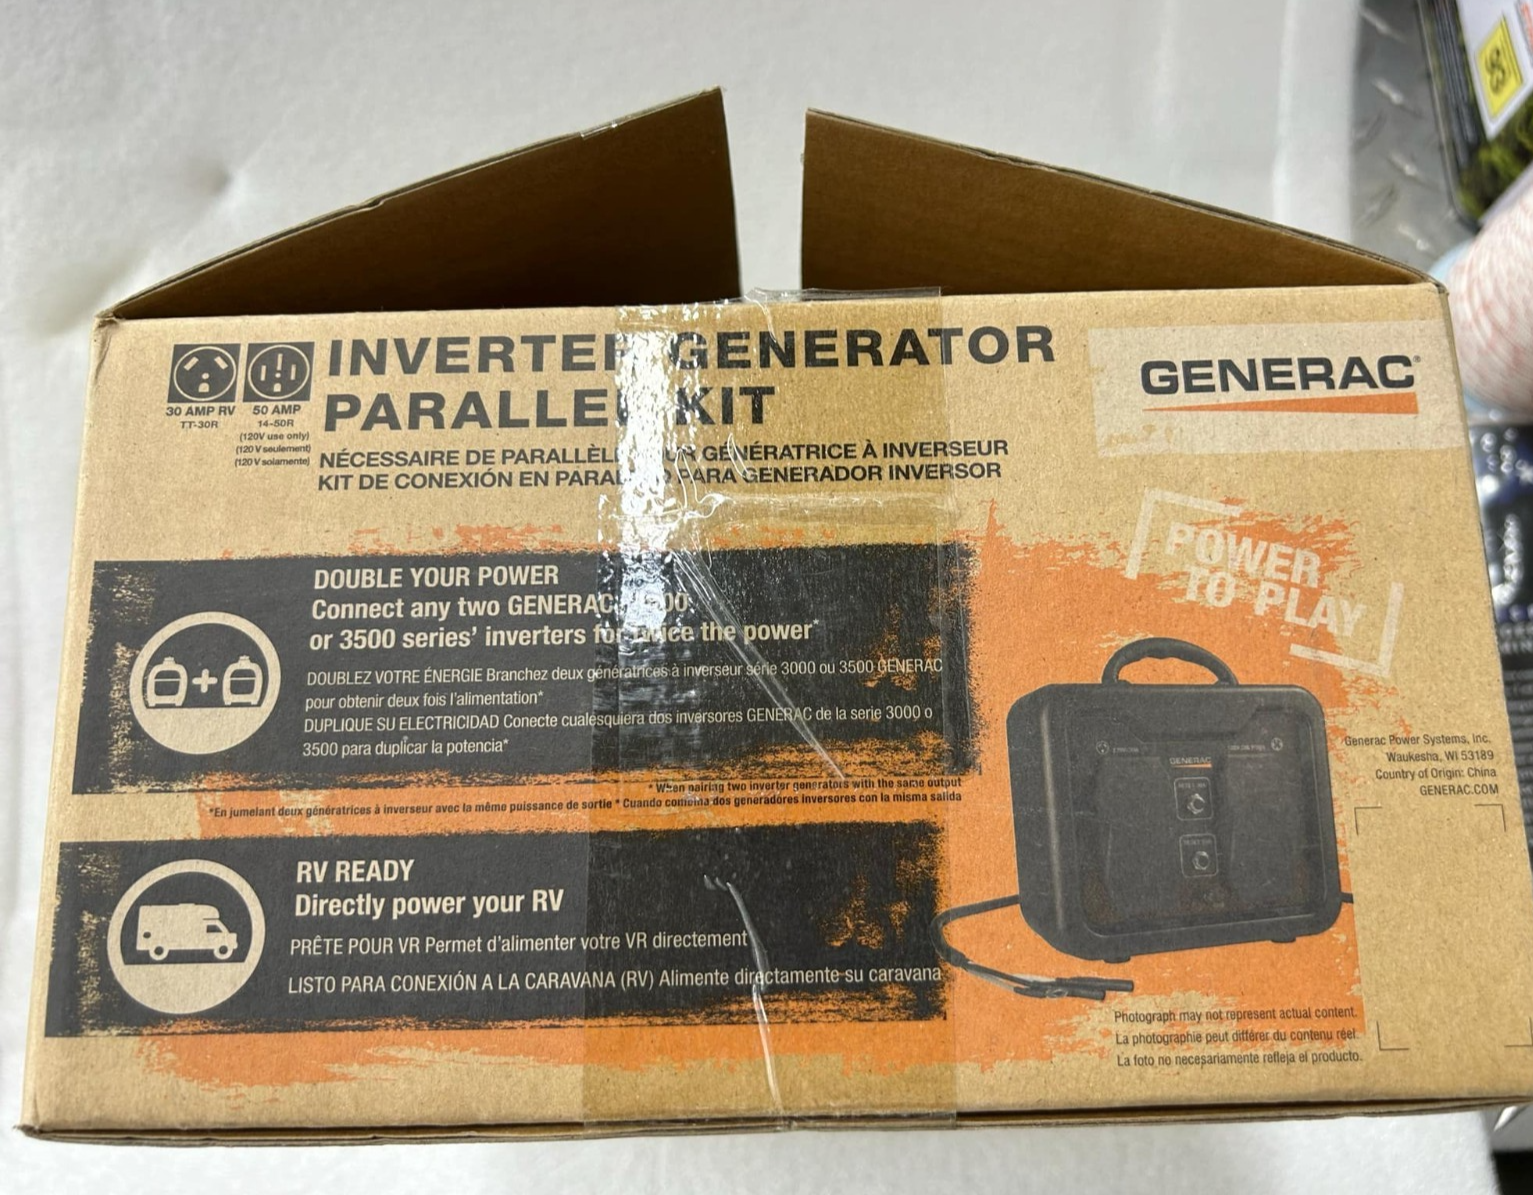 INVERTER GENERATOR
PARALLEL KIT
30 AMP RV
TT-30R
50 AMP
14-50R
(120V use only)
(120 V seulement)
(120 V solamente)
NÉCESSAIRE DE PARALLÈL UR GÉNÉRATRICE À INVERSEUR
KIT DE CONEXIÓN EN PARAL O PARA GENERADOR INVERSOR
GENERAC®
POWER
TO PLAY
DOUBLE YOUR POWER
Connect any two GENERAC 00
or 3500 series' inverters for twice the power*
DOUBLEZ VOTRE ÉNERGIE Branchez deux génératrices à inverseur série 3000 ou 3500 GENERAC
pour obtenir deux fois l'alimentation*
DUPLIQUE SU ELECTRICIDAD Conecte cualesquiera dos inversores GENERAC de la serie 3000 o
3500 para duplicar la potencia*
* When pairing two inverter generators with the same output
*En jumelant deux génératrices à inverseur avec la même puissance de sortie * Cuando combina dos generadores inversores con la misma salida
RV READY
Directly power your RV
PRÊTE POUR VR Permet d'alimenter votre VR directement
LISTO PARA CONEXIÓN A LA CARAVANA (RV) Alimente directamente su caravana
GENERAC
Generac Power Systems, Inc.
Waukesha, WI 53189
Country of Origin: China
GENERAC.COM
Photograph may not represent actual content.
La photographie peut différer du contenu réel.
La foto no necesariamente refleja el producto.